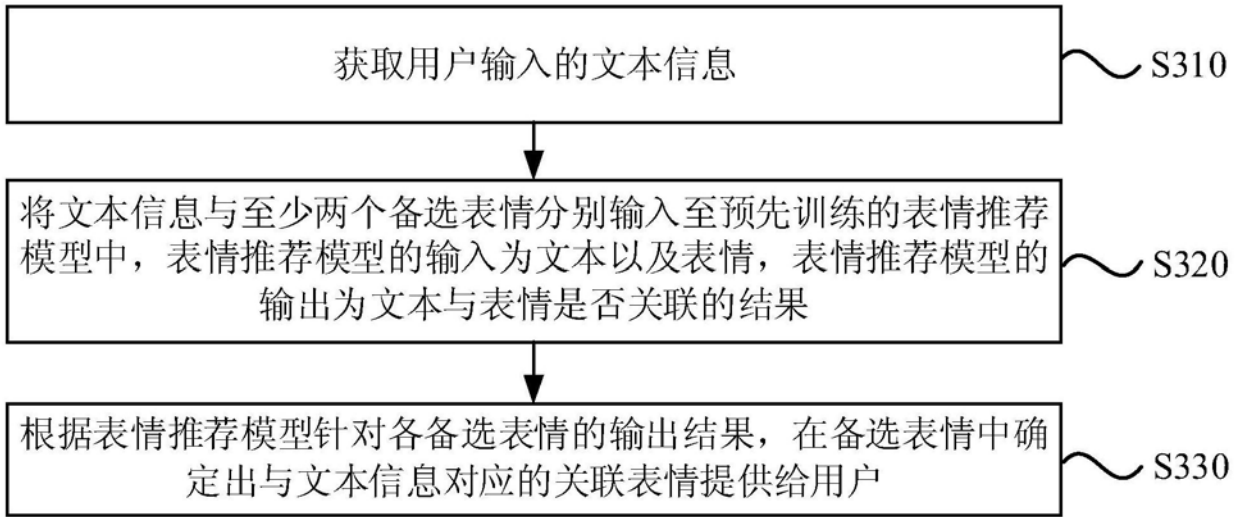 获取用户输入的文本信息
S310
将文本信息与至少两个备选表情分别输入至预先训练的表情推荐
模型中，表情推荐模型的输入为文本以及表情，表情推荐模型的
输出为文本与表情是否关联的结果
S320
根据表情推荐模型针对各备选表情的输出结果，在备选表情中确
定出与文本信息对应的关联表情提供给用户
S330